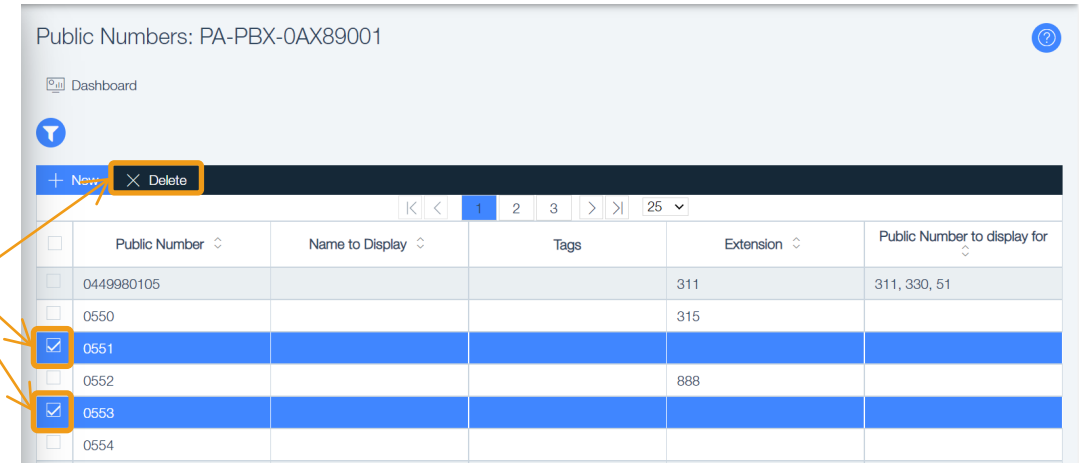 Public Numbers: PA-PBX-0AX89001
?
Dashboard
New Delete
1 2 3 25
Public Number Name to Display Tags Extension Public Number to display for
0449980105 311 311, 330, 51
0550 315
0551
0552 888
0553
0554